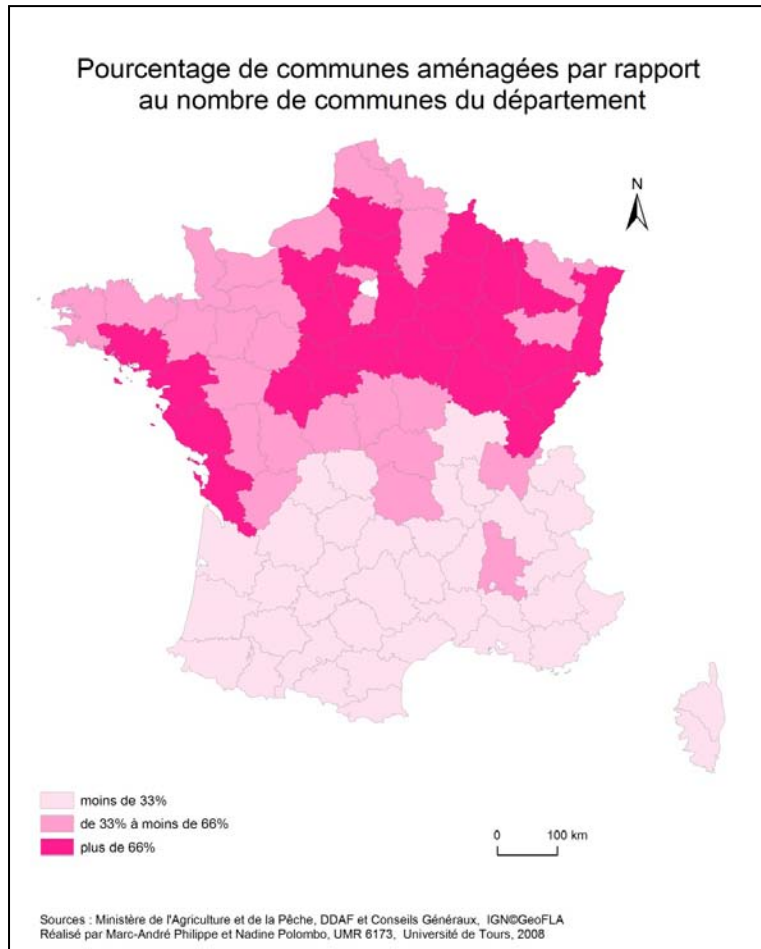 Pourcentage de communes aménagées par rapport
au nombre de communes du département
N
moins de 33%
de 33% à moins de 66%
plus de 66%
0 100 km
Sources : Ministère de l'Agriculture et de la Pêche, DDAF et Conseils Généraux, IGN©GeoFLA
Réalisé par Marc-André Philippe et Nadine Polombo, UMR 6173, Université de Tours, 2008